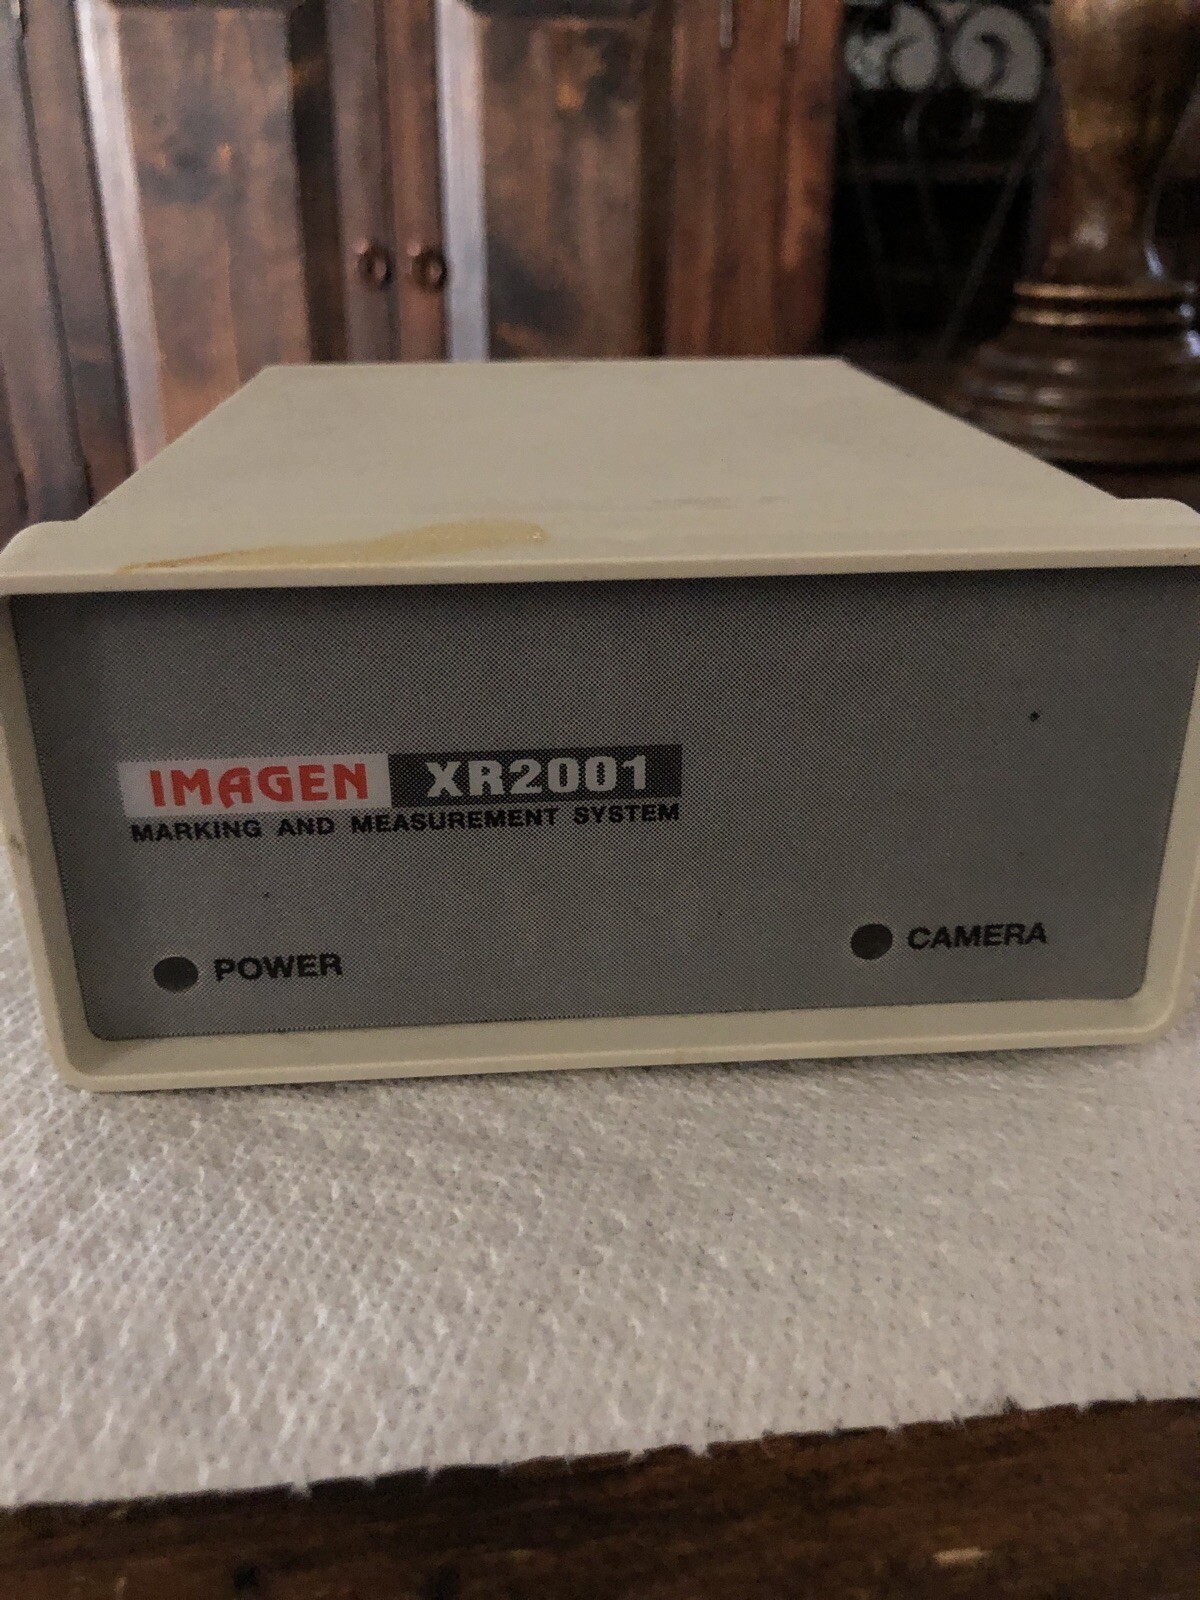 IMAGEN XR2001
MARKING AND MEASUREMENT SYSTEM
POWER
CAMERA